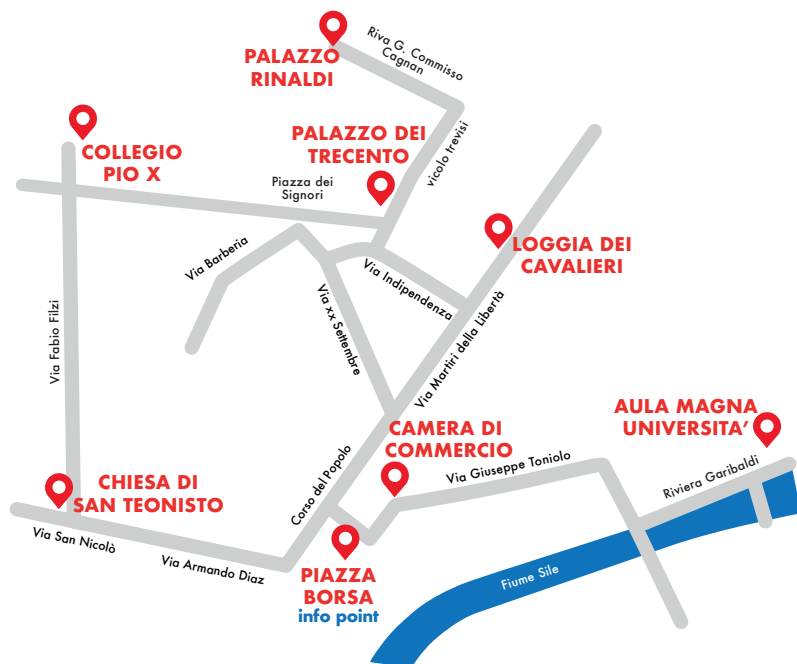 Riva G. Commisso
Cagnan
PALAZZO
RINALDI
PALAZZO DEI
TRECENTO
vicolo trevisi
COLLEGIO
PIO X
Piazza dei
Signori
LOGGIA DEI
CAVALIERI
Via Barberia
Via Indipendenza
Via xx Settembre
Via Martiri della Libertà
Via Fabio Filzi
AULA MAGNA
UNIVERSITA’
CAMERA DI
COMMERCIO
Corso del Popolo
Via Giuseppe Toniolo
Riviera Garibaldi
CHIESA DI
SAN TEONISTO
Via San Nicolò
Via Armando Diaz
PIAZZA
BORSA
info point
Fiume Sile